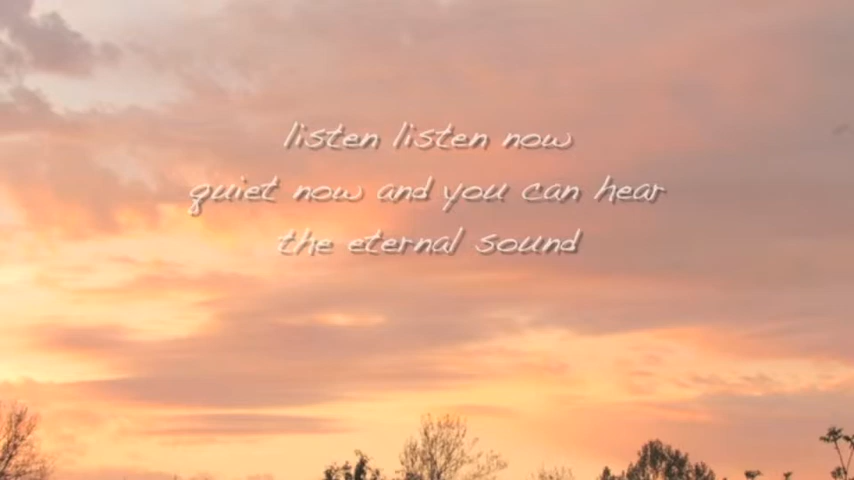 listen listen now
quiet now and you can hear
the eternal sound